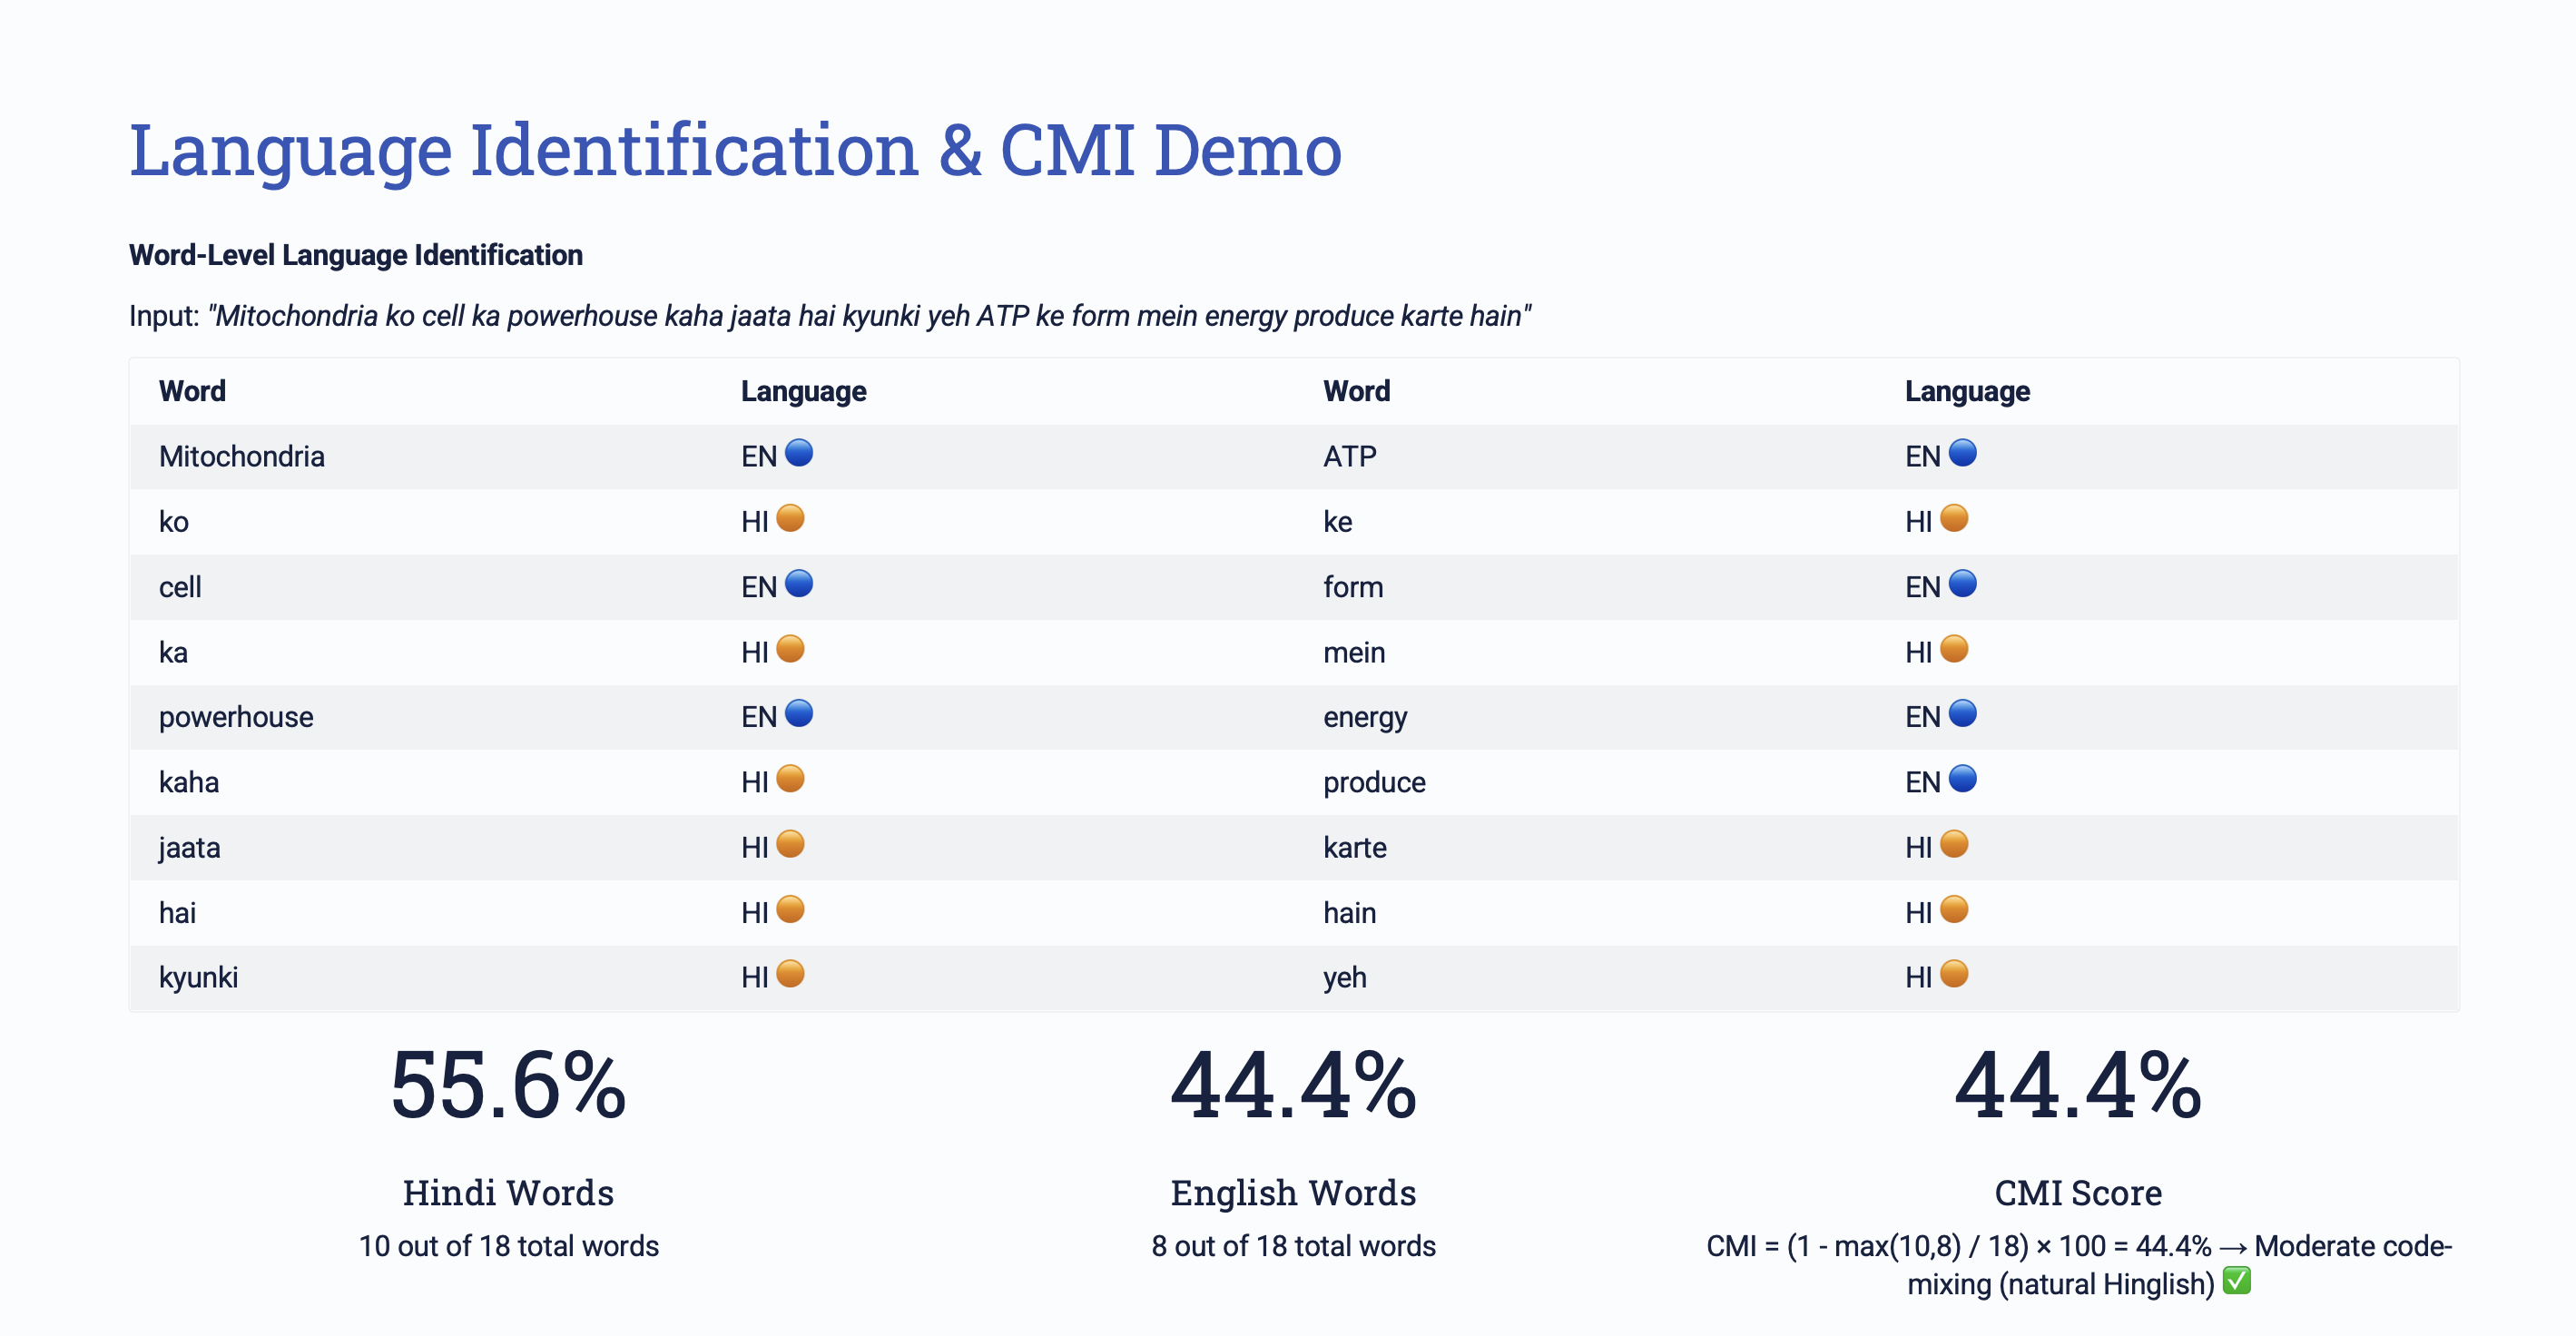 Language Identification & CMI Demo
Word-Level Language Identification
Input: "Mitochondria ko cell ka powerhouse kaha jaata hai kyunki yeh ATP ke form mein energy produce karte hain"
Word Language Word Language
Mitochondria EN 🔵 ATP EN 🔵
ko HI 🟠 ke HI 🟠
cell EN 🔵 form EN 🔵
ka HI 🟠 mein HI 🟠
powerhouse EN 🔵 energy EN 🔵
kaha HI 🟠 produce EN 🔵
jaata HI 🟠 karte HI 🟠
hai HI 🟠 hain HI 🟠
kyunki HI 🟠 yeh HI 🟠
55.6% 44.4% 44.4%
Hindi Words English Words CMI Score
10 out of 18 total words 8 out of 18 total words CMI = (1 - max(10,8) / 18) × 100 = 44.4% → Moderate code-
mixing (natural Hinglish) ✅